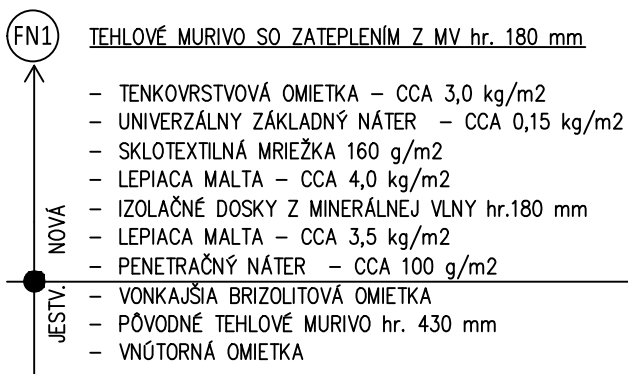 FN1 TEHLOVÉ MURIVO SO ZATEPLENÍM Z MV hr. 180 mm
– TENKOVRSTVOVÁ OMIETKA – CCA 3,0 kg/m2
– UNIVERZÁLNY ZÁKLADNÝ NÁTER – CCA 0,15 kg/m2
– SKLOTEXTILNÁ MRIEŽKA 160 g/m2
– LEPIACA MALTA – CCA 4,0 kg/m2
– IZOLAČNÉ DOSKY Z MINERÁLNEJ VLNY hr.180 mm
– LEPIACA MALTA – CCA 3,5 kg/m2
– PENETRAČNÝ NÁTER – CCA 100 g/m2
NOVÁ
– VONKAJŠIA BRIZOLITOVÁ OMIETKA
– PÔVODNÉ TEHLOVÉ MURIVO hr. 430 mm
– VNÚTORNÁ OMIETKA
JESTV.